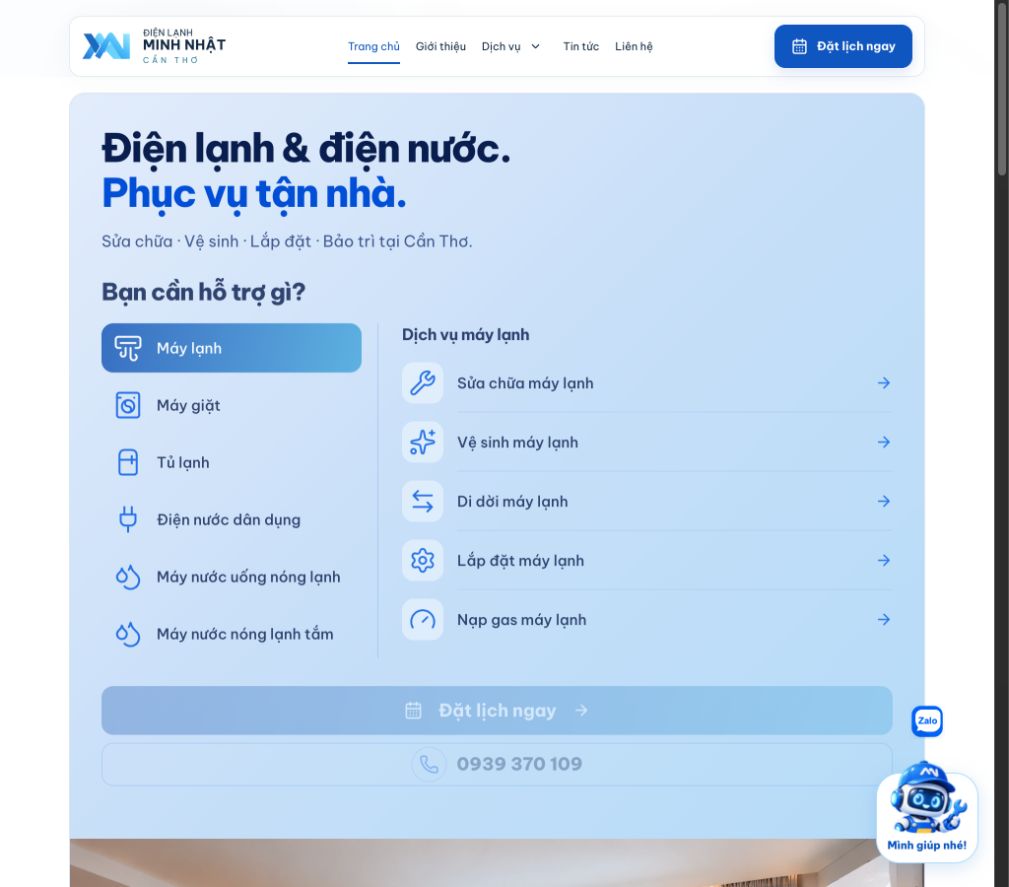 ĐIỆN LẠNH
MINH NHẬT
CẦN THƠ
Trang chủ
Giới thiệu
Dịch vụ
Tin tức
Liên hệ
Đặt lịch ngay
Điện lạnh & điện nước.
Phục vụ tận nhà.
Sửa chữa · Vệ sinh · Lắp đặt · Bảo trì tại Cần Thơ.
Bạn cần hỗ trợ gì?
Máy lạnh
Máy giặt
Tủ lạnh
Điện nước dân dụng
Máy nước uống nóng lạnh
Máy nước nóng lạnh tắm
Dịch vụ máy lạnh
Sửa chữa máy lạnh
Vệ sinh máy lạnh
Di dời máy lạnh
Lắp đặt máy lạnh
Nạp gas máy lạnh
Đặt lịch ngay
0939 370 109
Zalo
Mình giúp nhé!